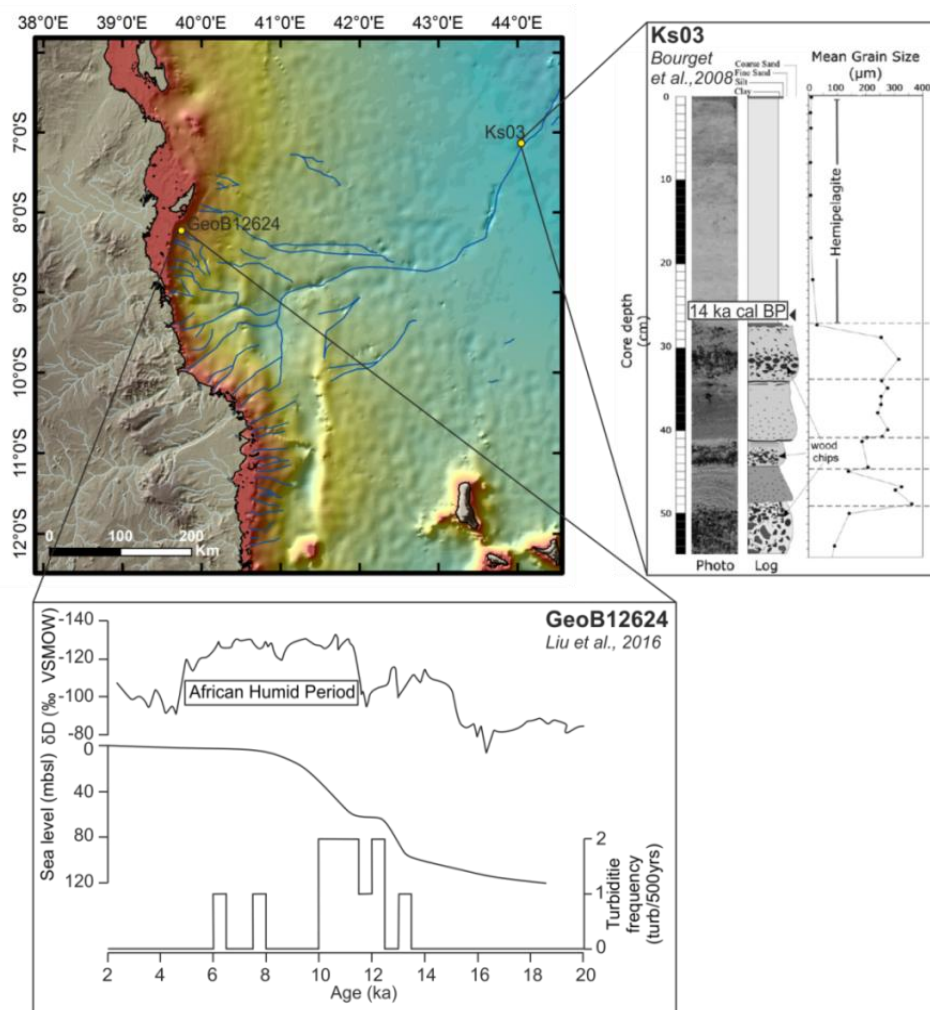 38°0'E 39°0'E 40°0'E 41°0'E 42°0'E 43°0'E 44°0'E
7°0'S
8°0'S
9°0'S
10°0'S
11°0'S
12°0'S
Ks03
GeoB12624
0 100 200
Km
Ks03
Bourget
et al.,2008
Coarse Sand
Fine Sand
Silt
Clay
Mean Grain Size
(µm)
0 100 200 300 400
Core depth
(cm)
0
10
20
30
40
50
Hemipelagite
14 ka cal BP
wood
chips
Photo Log
GeoB12624
Liu et al., 2016
δD (‰ VSMOW)
-140
-120
-100
-80
African Humid Period
Sea level (mbsl)
0
40
80
120
2
1
0
Turbiditie
frequency
(turb/500yrs)
2 4 6 8 10 12 14 16 18 20
Age (ka)